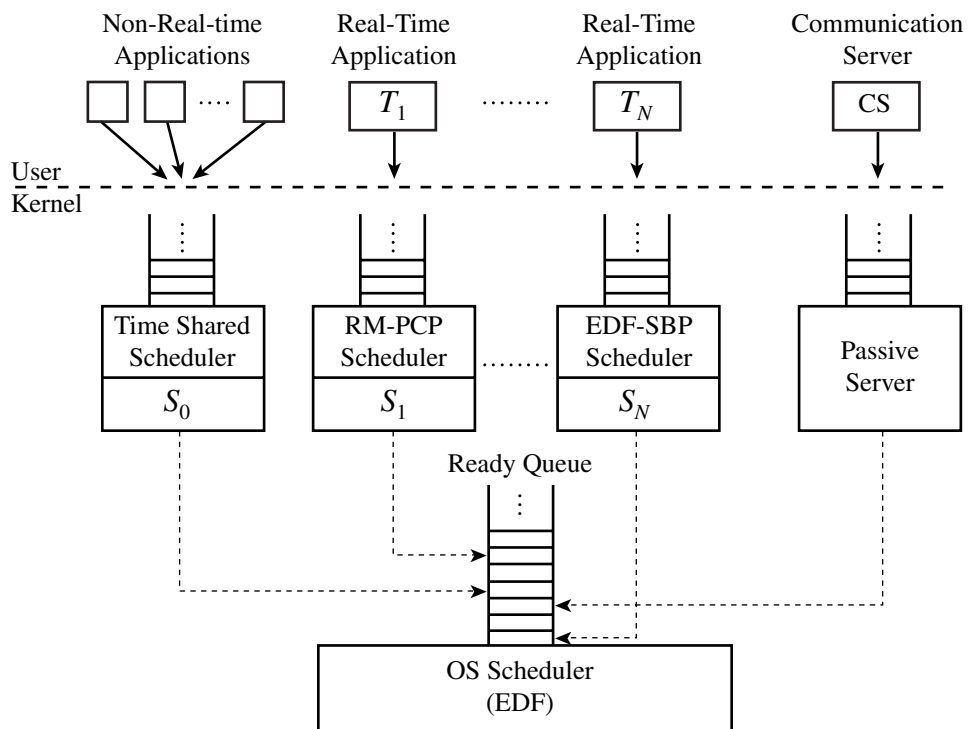 Non-Real-time
Applications
Real-Time
Application
Real-Time
Application
Communication
Server
T1
TN
CS
User
Kernel
Time Shared
Scheduler
S0
RM-PCP
Scheduler
S1
EDF-SBP
Scheduler
SN
Passive
Server
Ready Queue
OS Scheduler
(EDF)